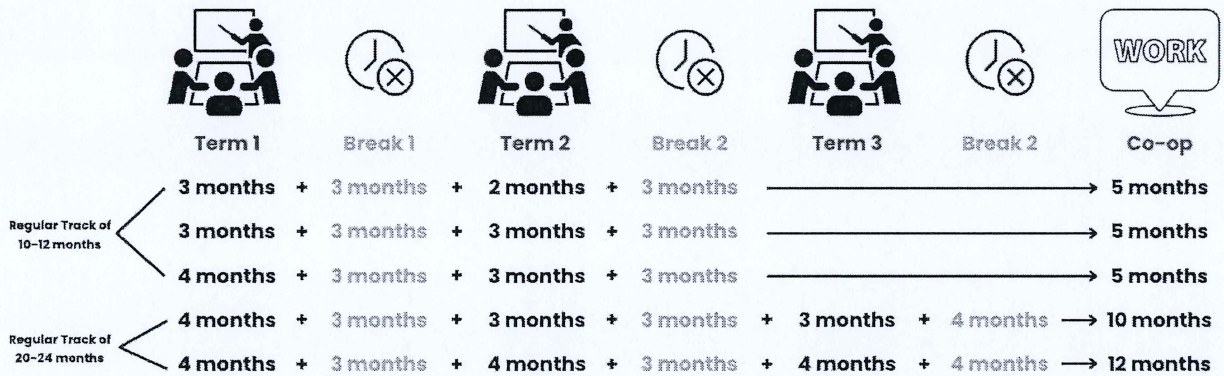 WORK
Term 1 Break 1 Term 2 Break 2 Term 3 Break 2 Co-op
3 months + 3 months + 2 months + 3 months 5 months
Regular Track of
10-12 months
3 months + 3 months + 3 months + 3 months 5 months
4 months + 3 months + 3 months + 3 months 5 months
4 months + 3 months + 3 months + 3 months + 3 months + 4 months 10 months
Regular Track of
20-24 months
4 months + 3 months + 4 months + 3 months + 4 months + 4 months 12 months